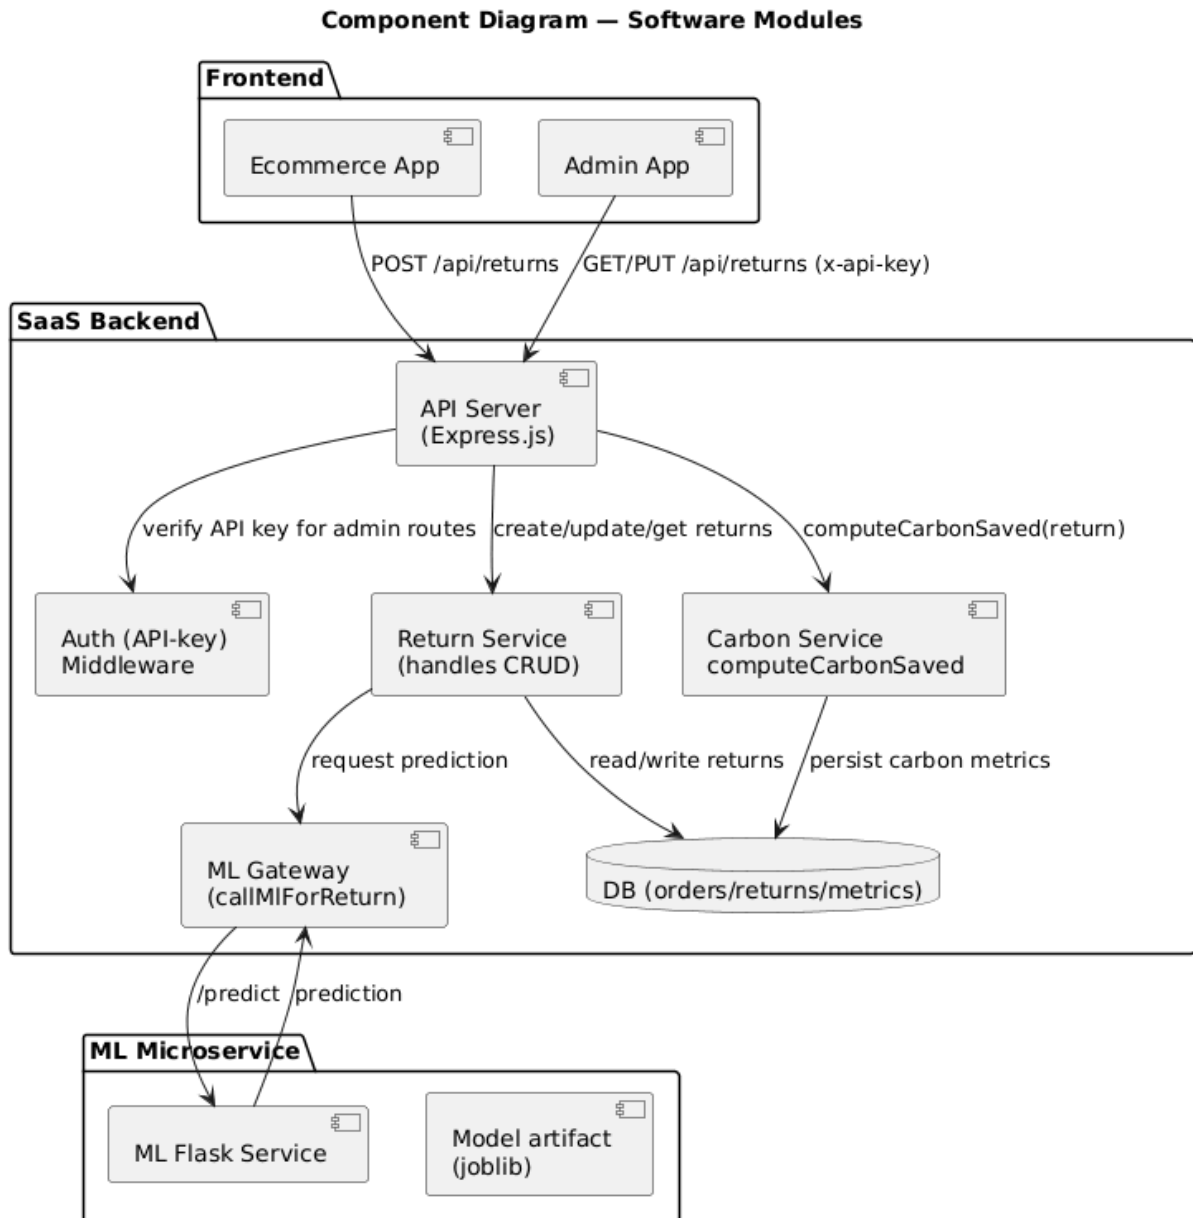 Component Diagram — Software Modules
Frontend
Ecommerce App
Admin App
POST /api/returns
GET/PUT /api/returns (x-api-key)
SaaS Backend
API Server
(Express.js)
verify API key for admin routes
create/update/get returns
computeCarbonSaved(return)
Auth (API-key)
Middleware
Return Service
(handles CRUD)
Carbon Service
computeCarbonSaved
request prediction
read/write returns
persist carbon metrics
ML Gateway
(callMlForReturn)
DB (orders/returns/metrics)
/predict
prediction
ML Microservice
ML Flask Service
Model artifact
(joblib)